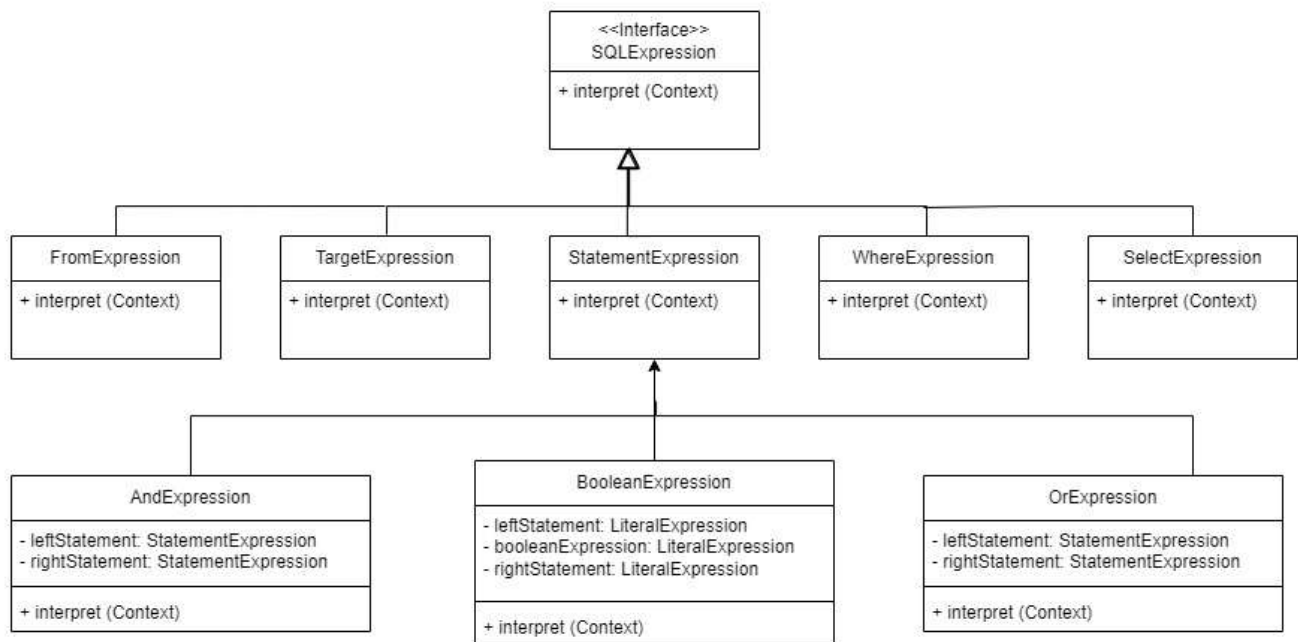 <<Interface>>
SQLExpression
+ interpret (Context)
FromExpression
+ interpret (Context)
TargetExpression
+ interpret (Context)
StatementExpression
+ interpret (Context)
WhereExpression
+ interpret (Context)
SelectExpression
+ interpret (Context)
AndExpression
- leftStatement: StatementExpression
- rightStatement: StatementExpression
+ interpret (Context)
BooleanExpression
- leftStatement: LiteralExpression
- booleanExpression: LiteralExpression
- rightStatement: LiteralExpression
+ interpret (Context)
OrExpression
- leftStatement: StatementExpression
- rightStatement: StatementExpression
+ interpret (Context)